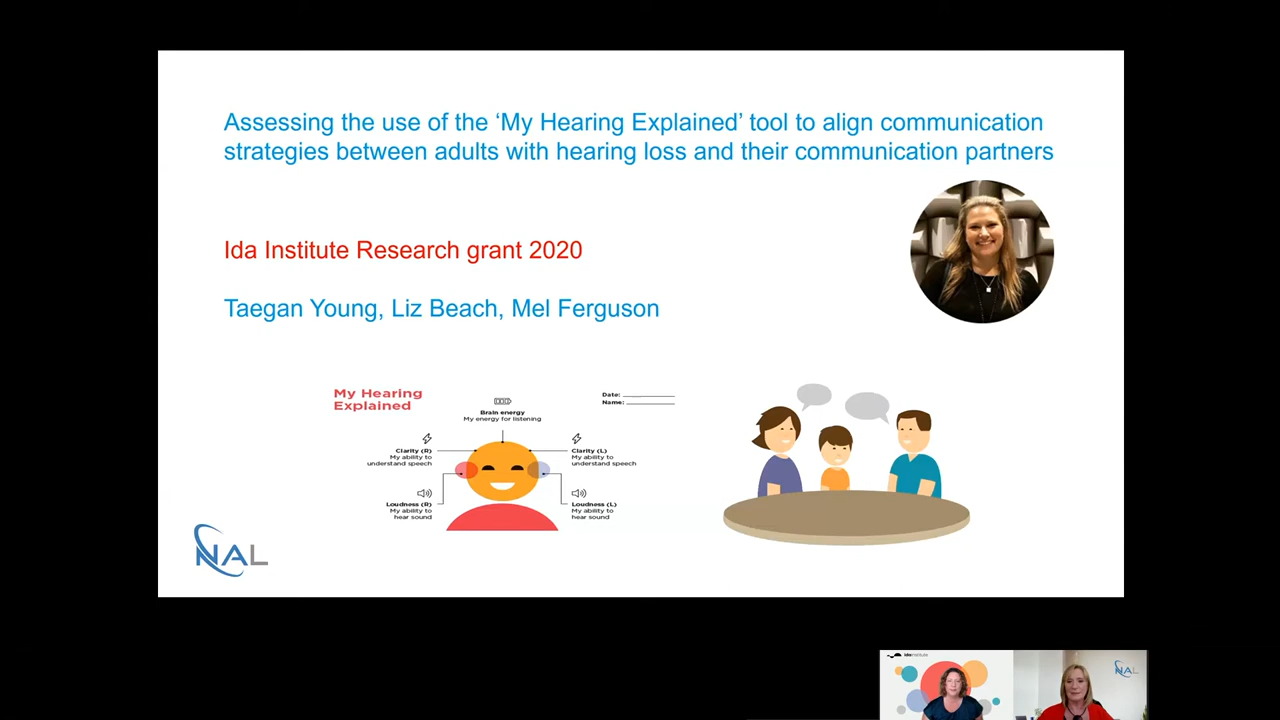 Assessing the use of the ‘My Hearing Explained’ tool to align communication
strategies between adults with hearing loss and their communication partners
Ida Institute Research grant 2020
Taegan Young, Liz Beach, Mel Ferguson
My Hearing
Explained
Date:
Name:
Brain energy
My energy for listening
Clarity (R)
My ability to
understand speech
Clarity (L)
My ability to
understand speech
Loudness (R)
My ability to
hear sound
Loudness (L)
My ability to
hear sound
NAL
idainstitute
NAL